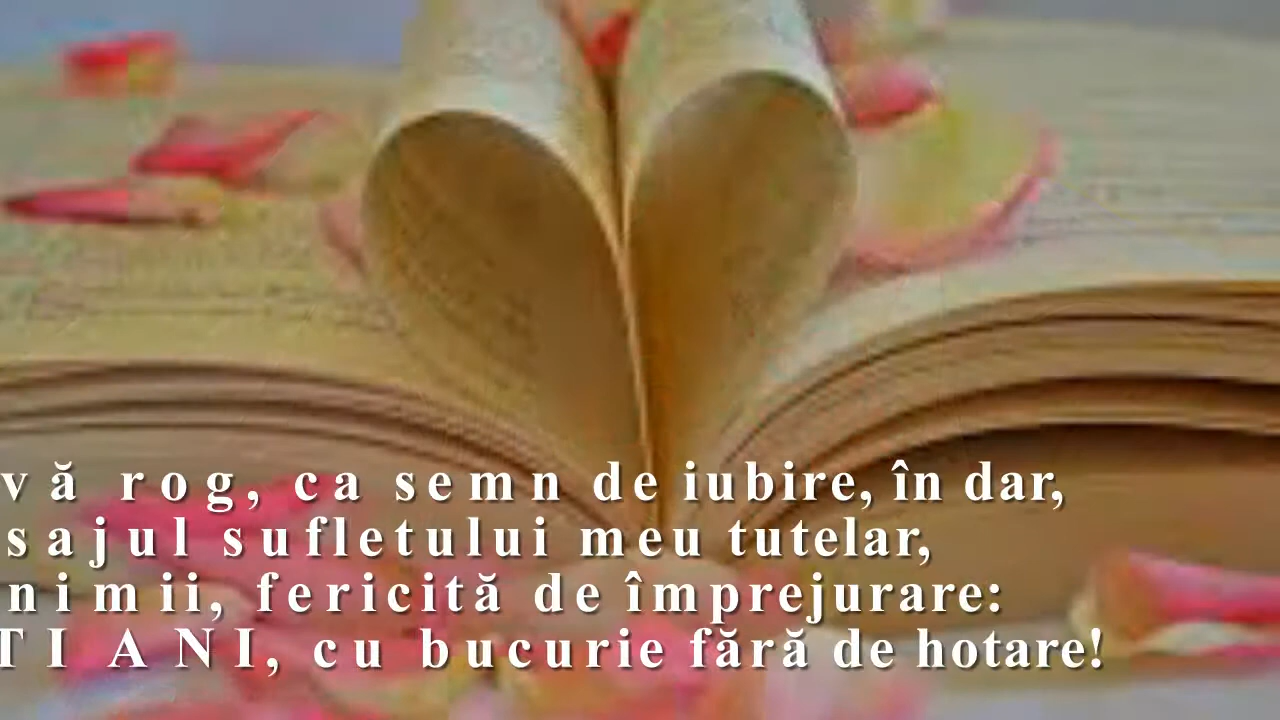 vă rog, ca semn de iubire, în dar,
sajul sufletului meu tutelar,
nimii, fericită de împrejurare:
TI ANI, cu bucurie fără de hotare!